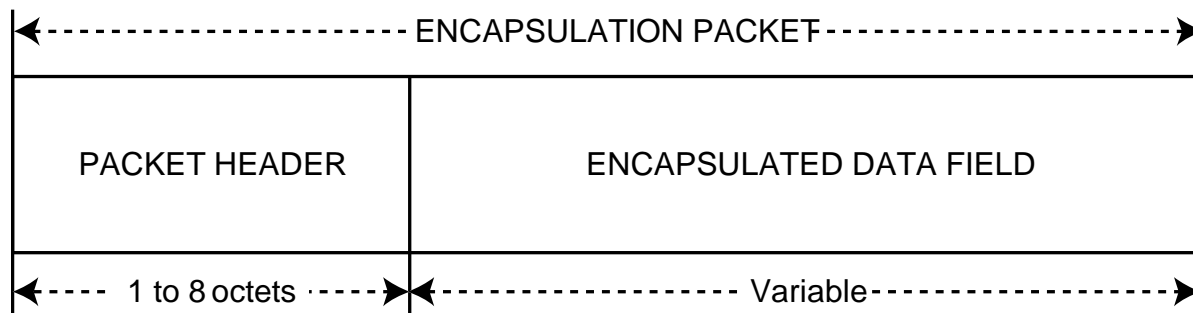 ENCAPSULATION PACKET
PACKET HEADER ENCAPSULATED DATA FIELD
1 to 8 octets Variable